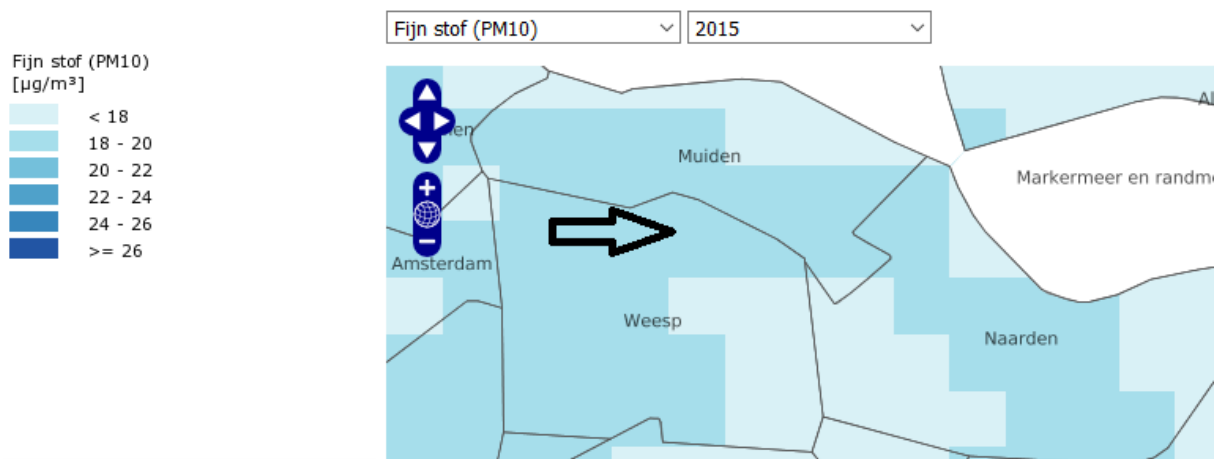 Fijn stof (PM10)
2015
Fijn stof (PM10)
[µg/m³]
< 18
18 - 20
20 - 22
22 - 24
24 - 26
>= 26
Muiden
Markermeer en
Amsterdam
Weesp
Naarden